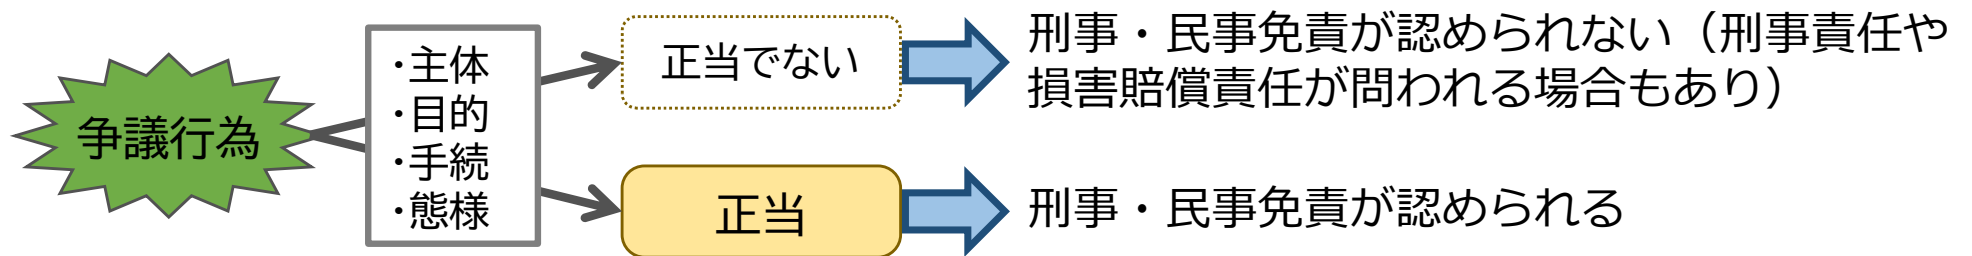 争議行為
・主体
・目的
・手続
・態様
正当でない
刑事・民事免責が認められない（刑事責任や
損害賠償責任が問われる場合もあり）
正当
刑事・民事免責が認められる